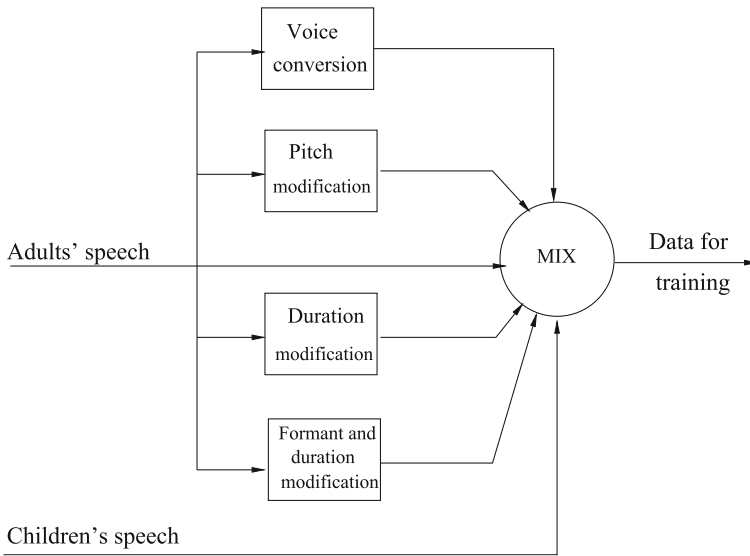 Voice
conversion
Pitch
modification
Adults’ speech
MIX
Data for
training
Duration
modification
Formant and
duration
modification
Children’s speech